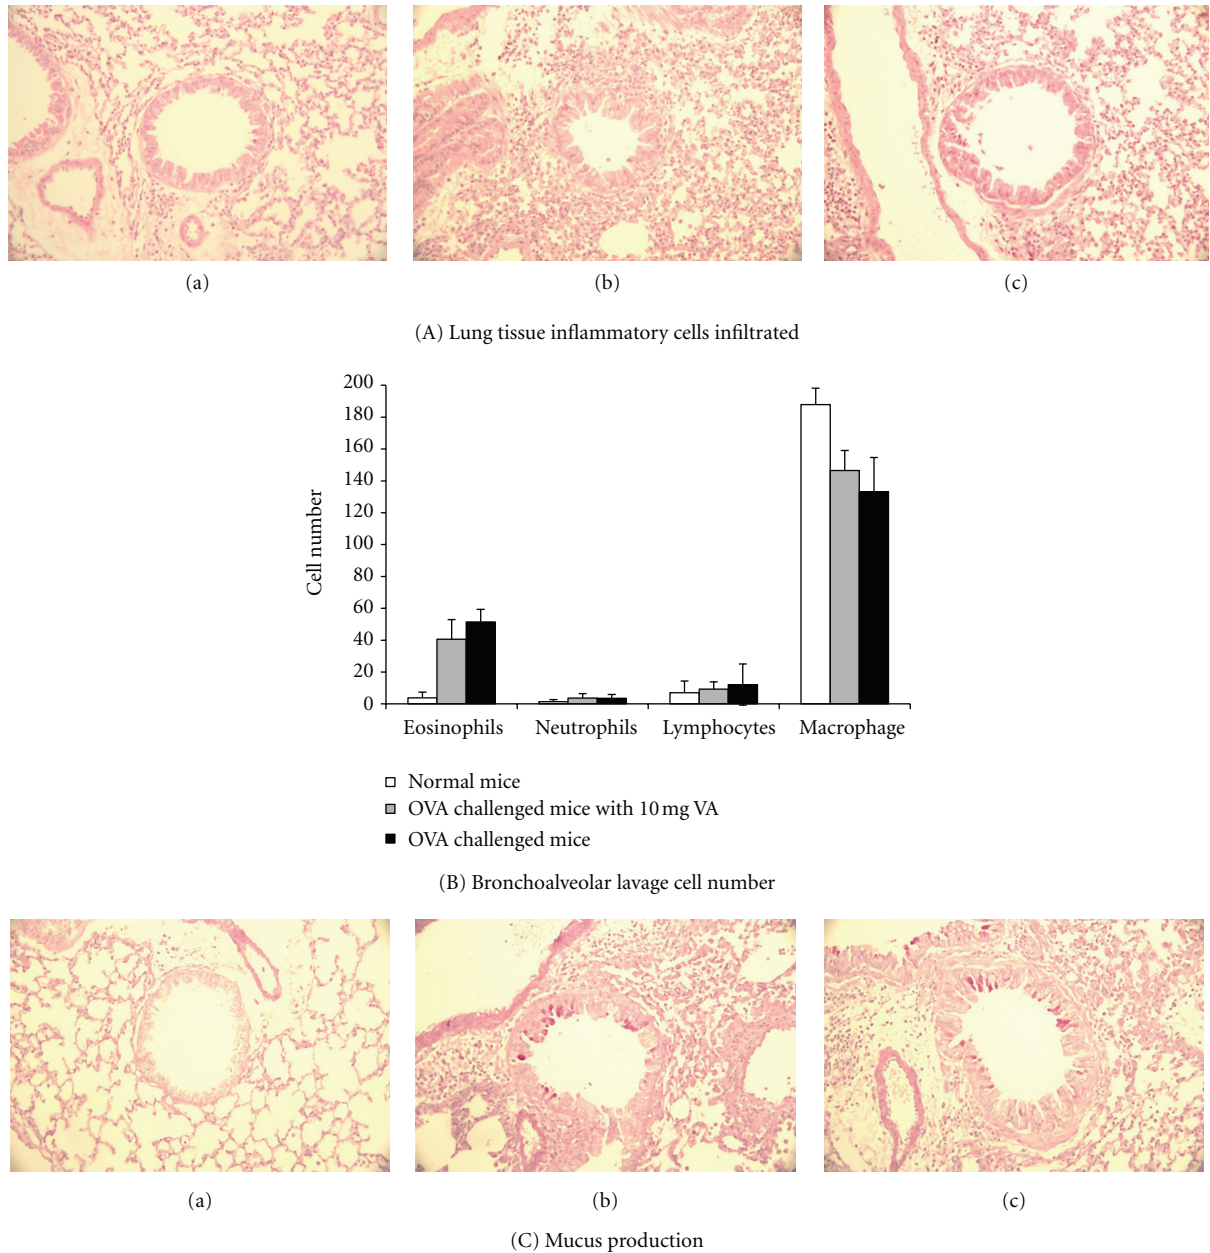 (a)
(b)
(c)
(A) Lung tissue inflammatory cells infiltrated
200
180
160
140
120
100
80
60
40
20
0
Cell number
Eosinophils
Neutrophils
Lymphocytes
Macrophage
Normal mice
OVA challenged mice with 10 mg VA
OVA challenged mice
(B) Bronchoalveolar lavage cell number
(a)
(b)
(c)
(C) Mucus production